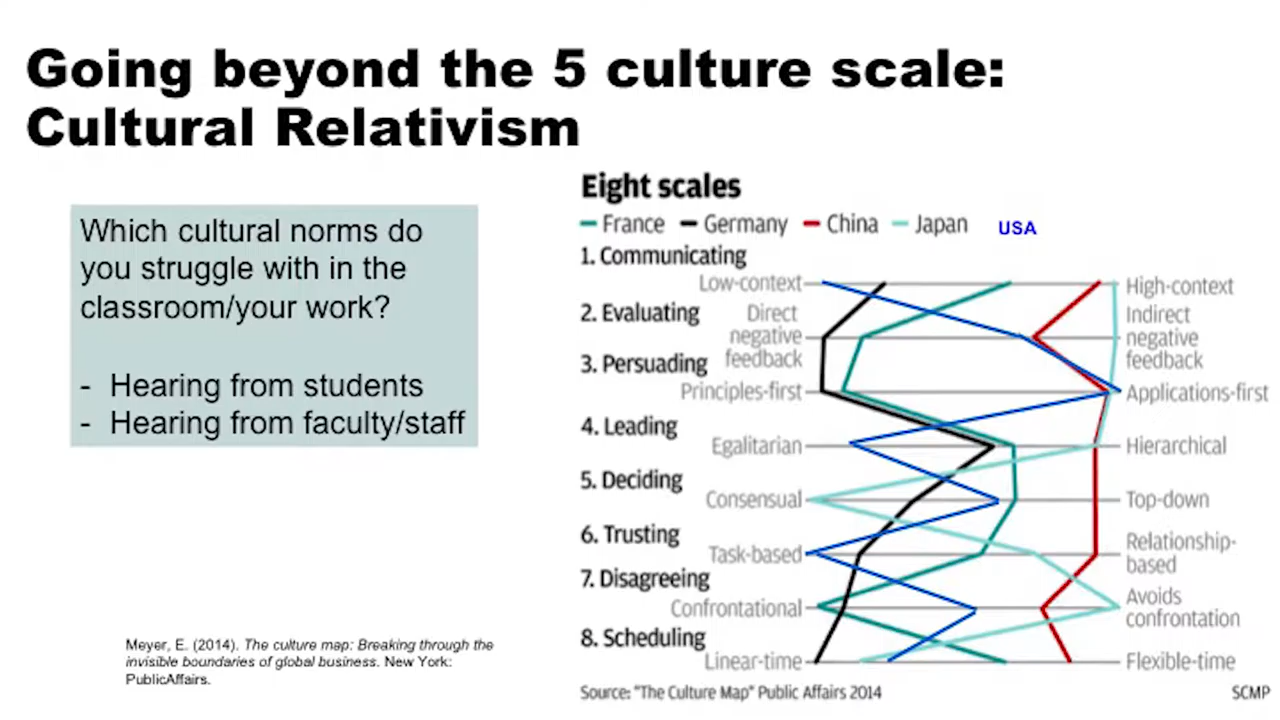 Going beyond the 5 culture scale:
Cultural Relativism
Which cultural norms do
you struggle with in the
classroom/your work?
- Hearing from students
- Hearing from faculty/staff
Meyer, E. (2014). The culture map: Breaking through the
invisible boundaries of global business. New York:
PublicAffairs.
Eight scales
France Germany China Japan USA
1. Communicating
Low-context High-context
2. Evaluating
Direct
negative
feedback
Indirect
negative
feedback
3. Persuading
Principles-first Applications-first
4. Leading
Egalitarian Hierarchical
5. Deciding
Consensual Top-down
6. Trusting
Task-based
Relationship-
based
7. Disagreeing
Confrontational
Avoids
confrontation
8. Scheduling
Linear-time Flexible-time
Source: "The Culture Map" Public Affairs 2014 SCMP